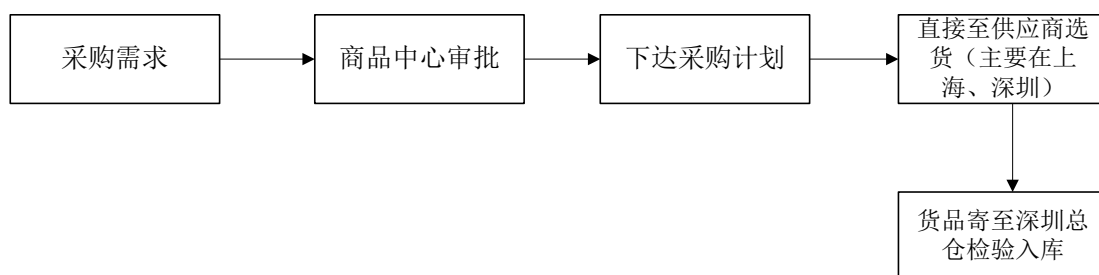 采购需求
商品中心审批
下达采购计划
直接至供应商选
货（主要在上
海、深圳）
货品寄至深圳总
仓检验入库